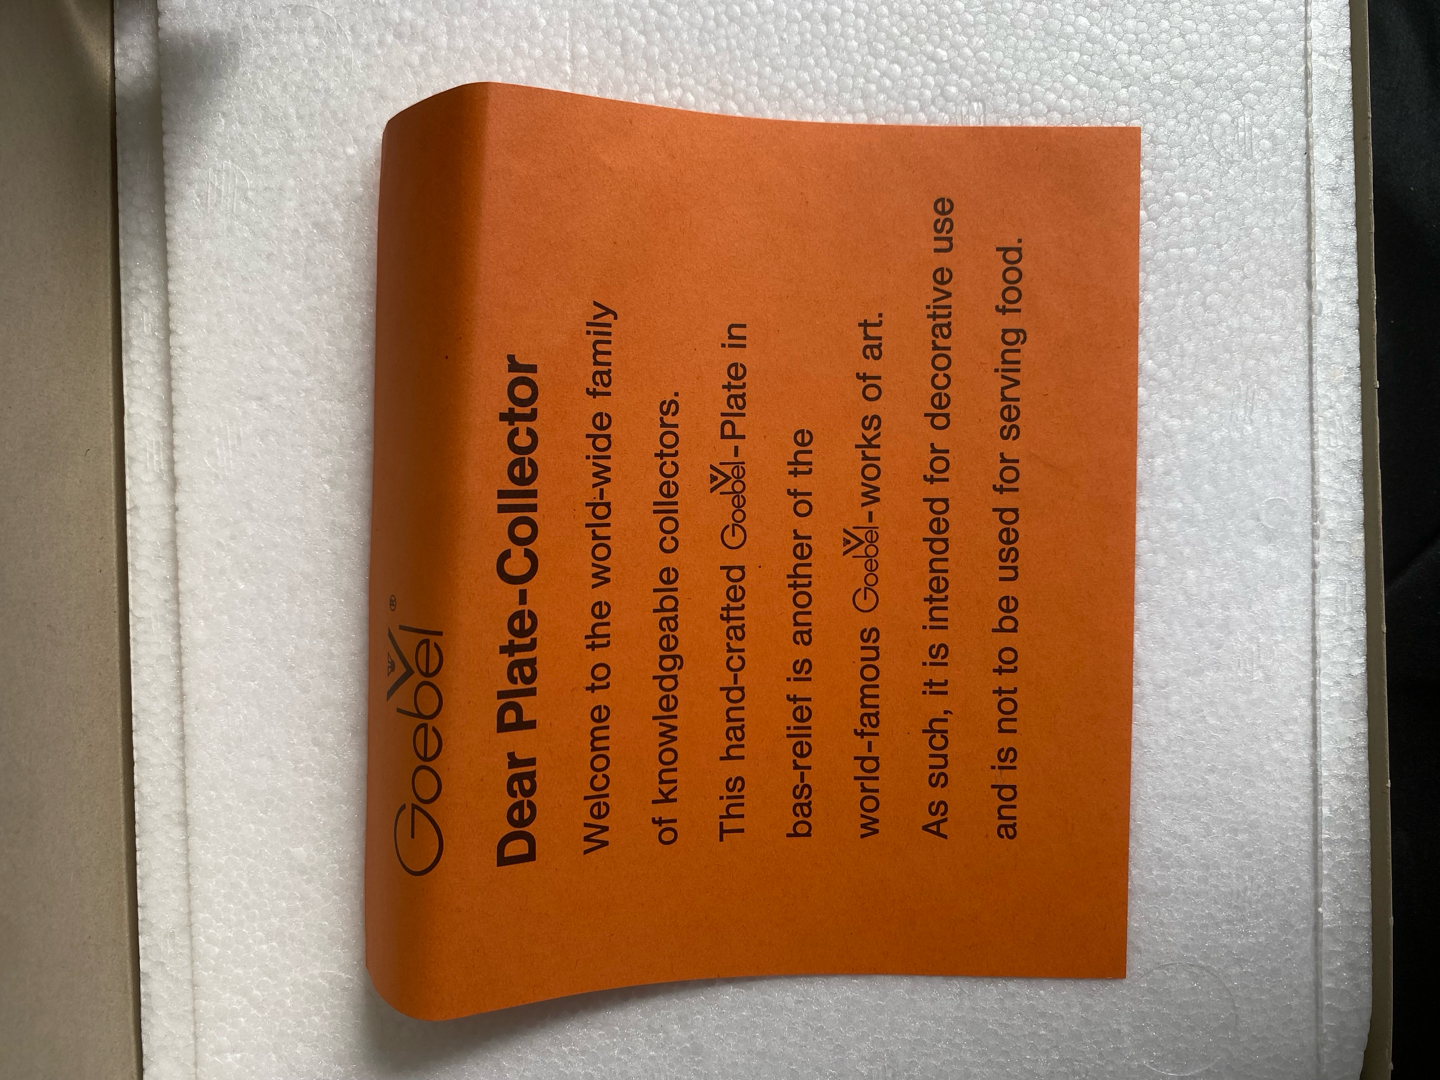 Goebel ®
Dear Plate-Collector
Welcome to the world-wide family
of knowledgeable collectors.
This hand-crafted Goebel-Plate in
bas-relief is another of the
world-famous Goebel-works of art.
As such, it is intended for decorative use
and is not to be used for serving food.